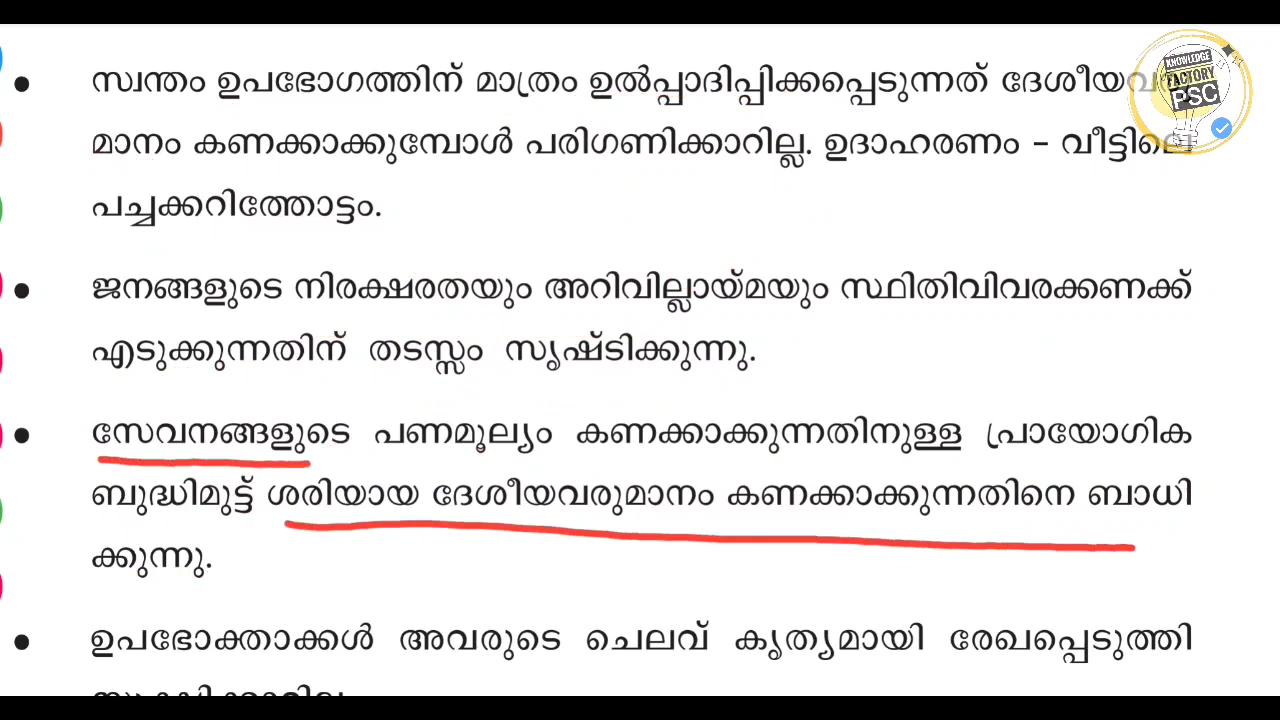 സ്വന്തം ഉപഭോഗത്തിന് മാത്രം ഉൽപ്പാദിപ്പിക്കപ്പെടുന്നത്
മാനം കണക്കാക്കുമ്പോൾ പരിഗണിക്കാറില്ല. ഉദാഹരണം – വീട്ടിലെ
പച്ചക്കറിത്തോട്ടം.
ജനങ്ങളുടെ നിരക്ഷരതയും അറിവില്ലായ്മയും സ്ഥിതിവിവരക്കണക്ക്
എടുക്കുന്നതിന് തടസ്സം സൃഷ്ടിക്കുന്നു.
സേവനങ്ങളുടെ പണമൂല്യം കണക്കാക്കുന്നതിനുള്ള പ്രായോഗിക
ബുദ്ധിമുട്ട് ശരിയായ ദേശീയവരുമാനം കണക്കാക്കുന്നതിനെ ബാധി
ക്കുന്നു.
ഉപഭോക്താക്കൾ അവരുടെ ചെലവ് കൃത്യമായി രേഖപ്പെടുത്തി
KNOWLEDGE
FACTORY
PSC